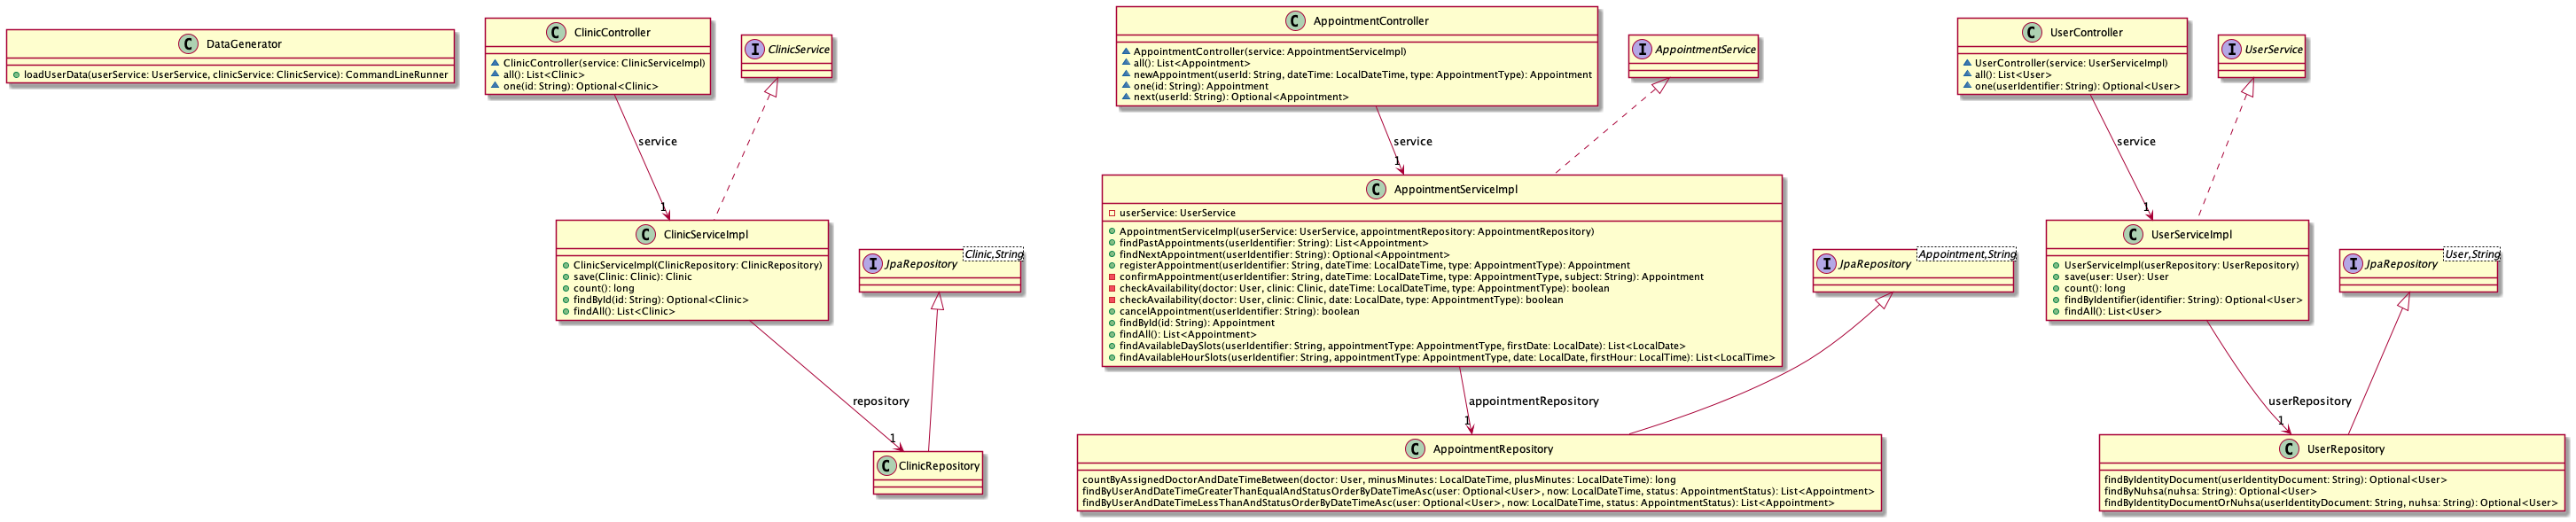 C DataGenerator
loadUserData(userService: UserService, clinicService: ClinicService): CommandLineRunner
C ClinicController
ClinicController(service: ClinicServiceImpl)
all(): List<Clinic>
one(id: String): Optional<Clinic>
I ClinicService
service
1
C ClinicServiceImpl
ClinicServiceImpl(ClinicRepository: ClinicRepository)
save(Clinic: Clinic): Clinic
count(): long
findById(id: String): Optional<Clinic>
findAll(): List<Clinic>
I JpaRepository
Clinic,String
repository
1
C ClinicRepository
C AppointmentController
AppointmentController(service: AppointmentServiceImpl)
all(): List<Appointment>
newAppointment(userId: String, dateTime: LocalDateTime, type: AppointmentType): Appointment
one(id: String): Appointment
next(userId: String): Optional<Appointment>
I AppointmentService
service
1
C AppointmentServiceImpl
userService: UserService
AppointmentServiceImpl(userService: UserService, appointmentRepository: AppointmentRepository)
findPastAppointments(userIdentifier: String): List<Appointment>
findNextAppointment(userIdentifier: String): Optional<Appointment>
registerAppointment(userIdentifier: String, dateTime: LocalDateTime, type: AppointmentType): Appointment
confirmAppointment(userIdentifier: String, dateTime: LocalDateTime, type: AppointmentType, subject: String): Appointment
checkAvailability(doctor: User, clinic: Clinic, dateTime: LocalDateTime, type: AppointmentType): boolean
checkAvailability(doctor: User, clinic: Clinic, date: LocalDate, type: AppointmentType): boolean
cancelAppointment(userIdentifier: String): boolean
findById(id: String): Appointment
findAll(): List<Appointment>
findAvailableDaySlots(userIdentifier: String, appointmentType: AppointmentType, firstDate: LocalDate): List<LocalDate>
findAvailableHourSlots(userIdentifier: String, appointmentType: AppointmentType, date: LocalDate, firstHour: LocalTime): List<LocalTime>
I JpaRepository
Appointment,String
appointmentRepository
1
C AppointmentRepository
countByAssignedDoctorAndDateTimeBetween(doctor: User, minusMinutes: LocalDateTime, plusMinutes: LocalDateTime): long
findByUserAndDateTimeGreaterThanEqualAndStatusOrderByDateTimeAsc(user: Optional<User>, now: LocalDateTime, status: AppointmentStatus): List<Appointment>
findByUserAndDateTimeLessThanAndStatusOrderByDateTimeAsc(user: Optional<User>, now: LocalDateTime, status: AppointmentStatus): List<Appointment>
C UserController
UserController(service: UserServiceImpl)
all(): List<User>
one(userIdentifier: String): Optional<User>
I UserService
service
1
C UserServiceImpl
UserServiceImpl(userRepository: UserRepository)
save(user: User): User
count(): long
findByIdentifier(identifier: String): Optional<User>
findAll(): List<User>
I JpaRepository
User,String
userRepository
1
C UserRepository
findByIdentityDocument(userIdentityDocument: String): Optional<User>
findByNuhsa(nuhsa: String): Optional<User>
findByIdentityDocumentOrNuhsa(userIdentityDocument: String, nuhsa: String): Optional<User>